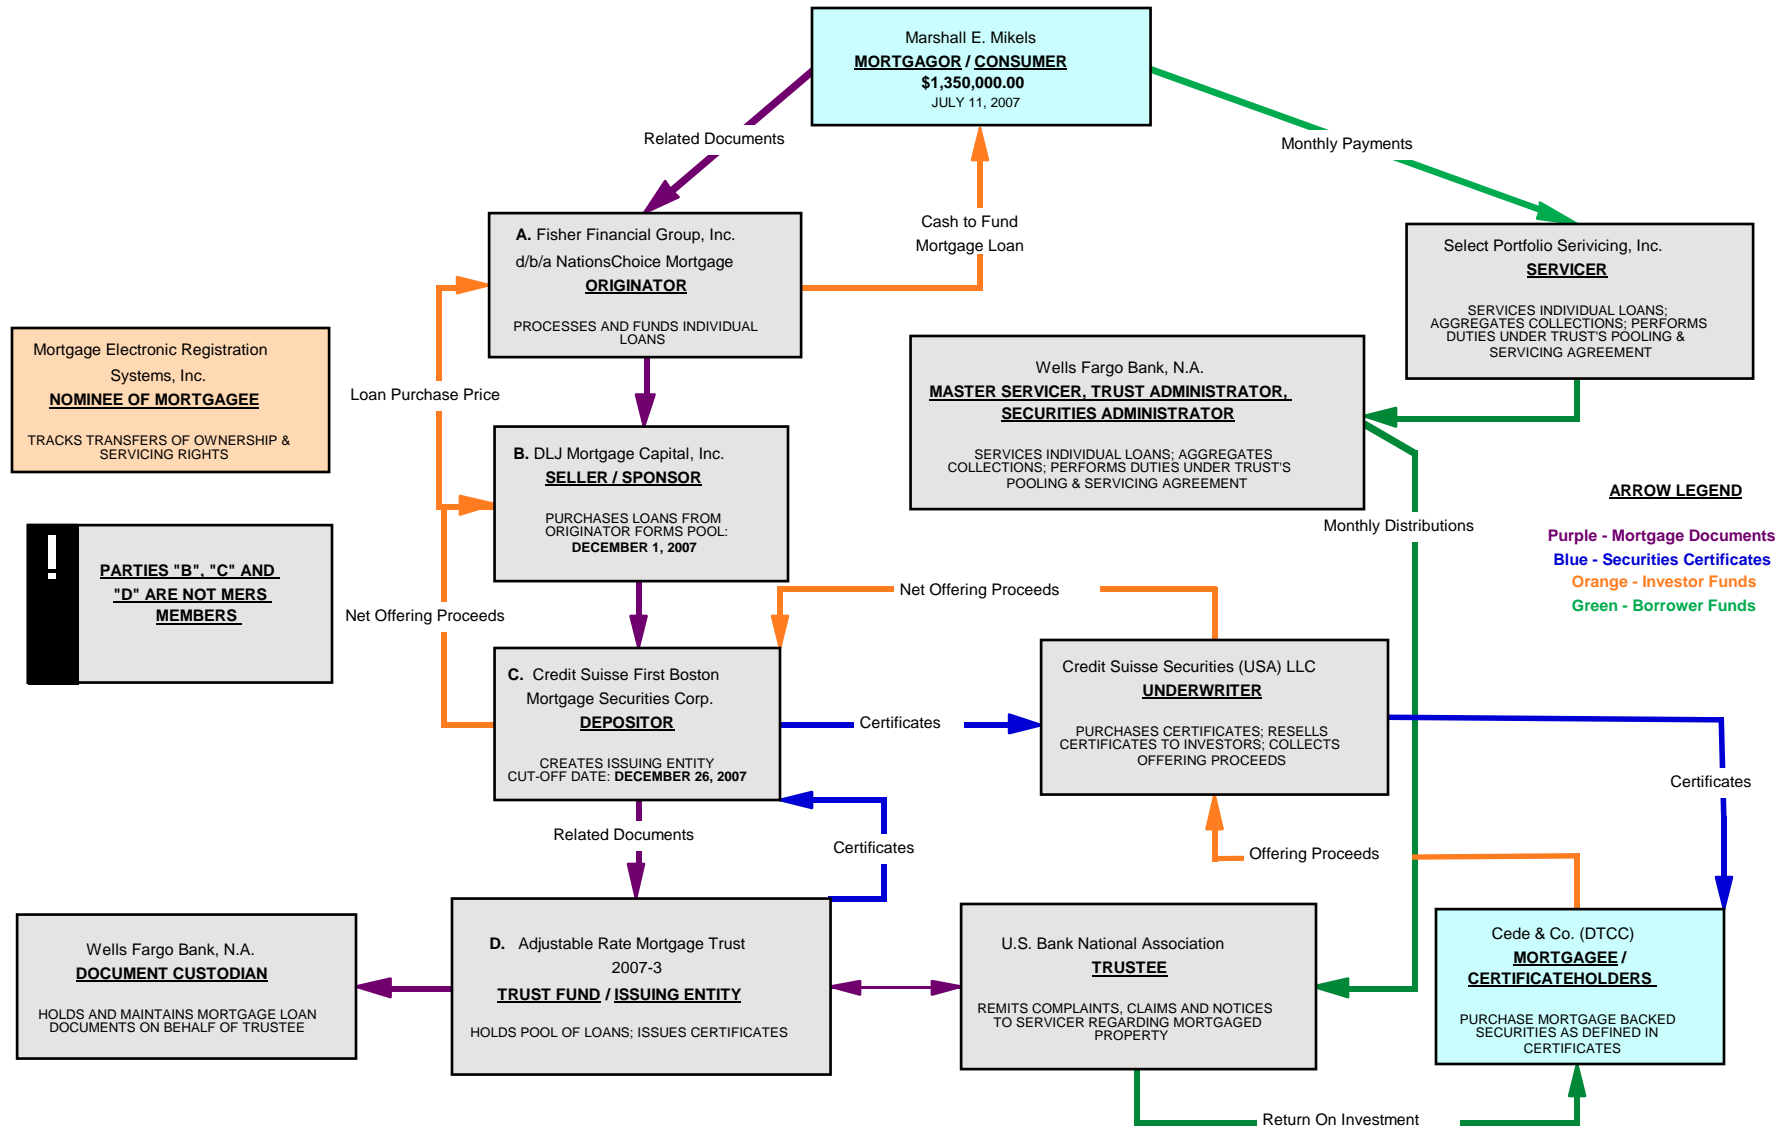 Marshall E. Mikels
MORTGAGOR / CONSUMER
$1,350,000.00
JULY 11, 2007
Related Documents
Monthly Payments
Cash to Fund
Mortgage Loan
A. Fisher Financial Group, Inc.
d/b/a NationsChoice Mortgage
ORIGINATOR
PROCESSES AND FUNDS INDIVIDUAL
LOANS
Select Portfolio Serivicing, Inc.
SERVICER
SERVICES INDIVIDUAL LOANS;
AGGREGATES COLLECTIONS; PERFORMS
DUTIES UNDER TRUST'S POOLING &
SERVICING AGREEMENT
Mortgage Electronic Registration
Systems, Inc.
NOMINEE OF MORTGAGEE
TRACKS TRANSFERS OF OWNERSHIP &
SERVICING RIGHTS
Loan Purchase Price
Wells Fargo Bank, N.A.
MASTER SERVICER, TRUST ADMINISTRATOR,
SECURITIES ADMINISTRATOR
SERVICES INDIVIDUAL LOANS; AGGREGATES
COLLECTIONS; PERFORMS DUTIES UNDER TRUST'S
POOLING & SERVICING AGREEMENT
B. DLJ Mortgage Capital, Inc.
SELLER / SPONSOR
PURCHASES LOANS FROM
ORIGINATOR FORMS POOL:
DECEMBER 1, 2007
ARROW LEGEND
Purple - Mortgage Documents
Blue - Securities Certificates
Orange - Investor Funds
Green - Borrower Funds
Monthly Distributions
!
PARTIES "B", "C" AND
"D" ARE NOT MERS
MEMBERS
Net Offering Proceeds
Net Offering Proceeds
C. Credit Suisse First Boston
Mortgage Securities Corp.
DEPOSITOR
CREATES ISSUING ENTITY
CUT-OFF DATE: DECEMBER 26, 2007
Certificates
Credit Suisse Securities (USA) LLC
UNDERWRITER
PURCHASES CERTIFICATES; RESELLS
CERTIFICATES TO INVESTORS; COLLECTS
OFFERING PROCEEDS
Certificates
Related Documents
Certificates
Offering Proceeds
Wells Fargo Bank, N.A.
DOCUMENT CUSTODIAN
HOLDS AND MAINTAINS MORTGAGE LOAN
DOCUMENTS ON BEHALF OF TRUSTEE
D. Adjustable Rate Mortgage Trust
2007-3
TRUST FUND / ISSUING ENTITY
HOLDS POOL OF LOANS; ISSUES CERTIFICATES
U.S. Bank National Association
TRUSTEE
REMITS COMPLAINTS, CLAIMS AND NOTICES
TO SERVICER REGARDING MORTGAGED
PROPERTY
Cede & Co. (DTCC)
MORTGAGEE /
CERTIFICATEHOLDERS
PURCHASE MORTGAGE BACKED
SECURITIES AS DEFINED IN
CERTIFICATES
Return On Investment